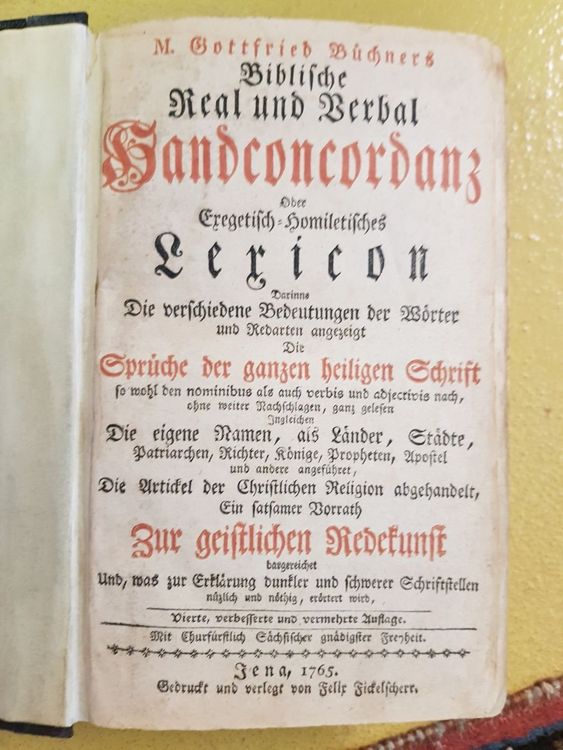 M. Gottfried Büchners
Biblische
Real und Verbal
Handconcordanz
Oder
Exegetisch-Homiletisches
Lexicon
Darinne
Die verschiedene Bedeutungen der Wörter
und Redarten angezeigt
Die
Sprüche der ganzen heiligen Schrift
so wohl den nominibus als auch verbis und adjectivis nach,
ohne weiter Nachschlagen, ganz gelesen
Ingleichen
Die eigene Namen, als Länder, Städte,
Patriarchen, Richter, Könige, Propheten, Apostel
und andere angeführet,
Die Artickel der Christlichen Religion abgehandelt,
Ein satsamer Vorrath
Zur geistlichen Redekunst
dargereichet
Und, was zur Erklärung dunkler und schwerer Schriftstellen
nüzlich und nöthig, erörtert wird,
Vierte, verbesserte und vermehrte Auflage.
Mit Churfürstlich Sächsischer gnädigster Freyheit.
Jena, 1765.
Gedruckt und verlegt von Felix Fickelscherr.